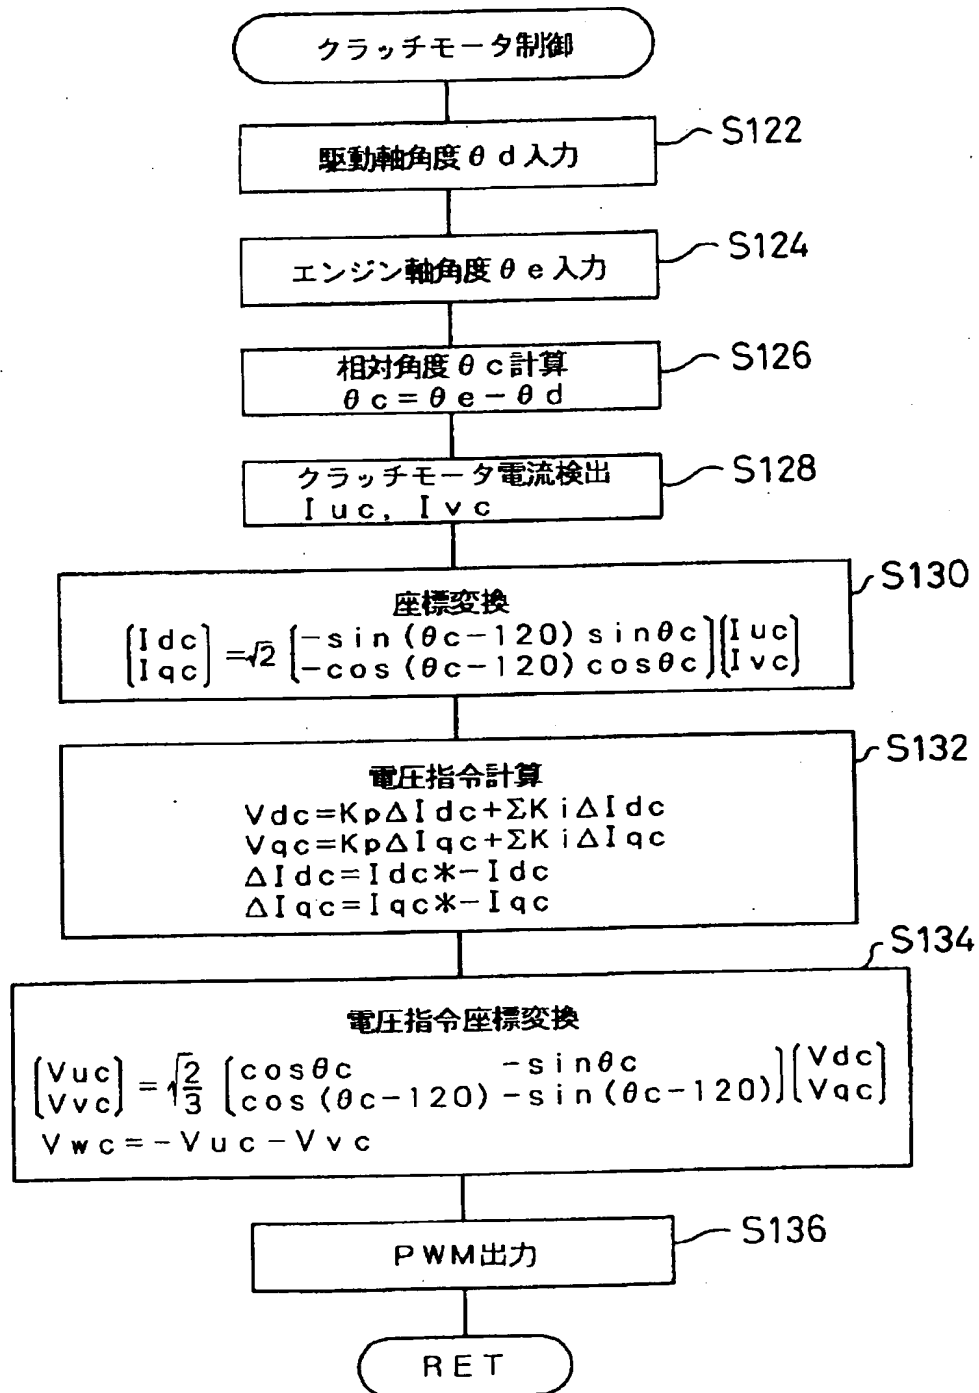 クラッチモータ制御
駆動軸角度θd入力 S122
エンジン軸角度θe入力 S124
相対角度θc計算 S126
θc=θe−θd
クラッチモータ電流検出 S128
Iuc, Ivc
S130
座標変換
[Idc Iqc] =√2 [−sin(θc−120) sinθc −cos(θc−120) cosθc] [Iuc Ivc]
S132
電圧指令計算
Vdc=KpΔIdc+ΣKiΔIdc
Vqc=KpΔIqc+ΣKiΔIqc
ΔIdc=Idc*−Idc
ΔIqc=Iqc*−Iqc
S134
電圧指令座標変換
[Vuc Vvc] =√2/3 [cosθc −sinθc cos(θc−120) −sin(θc−120)] [Vdc Vqc]
Vwc=−Vuc−Vvc
PWM出力 S136
RET